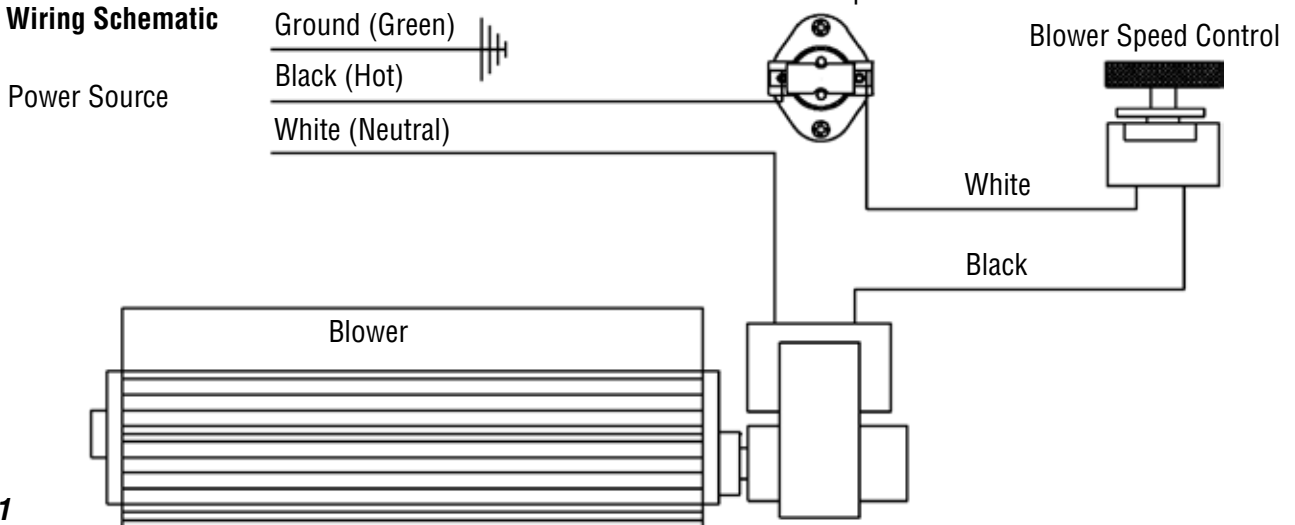 Wiring Schematic
Ground (Green)
Blower Speed Control
Black (Hot)
Power Source
White (Neutral)
White
Black
Blower
1